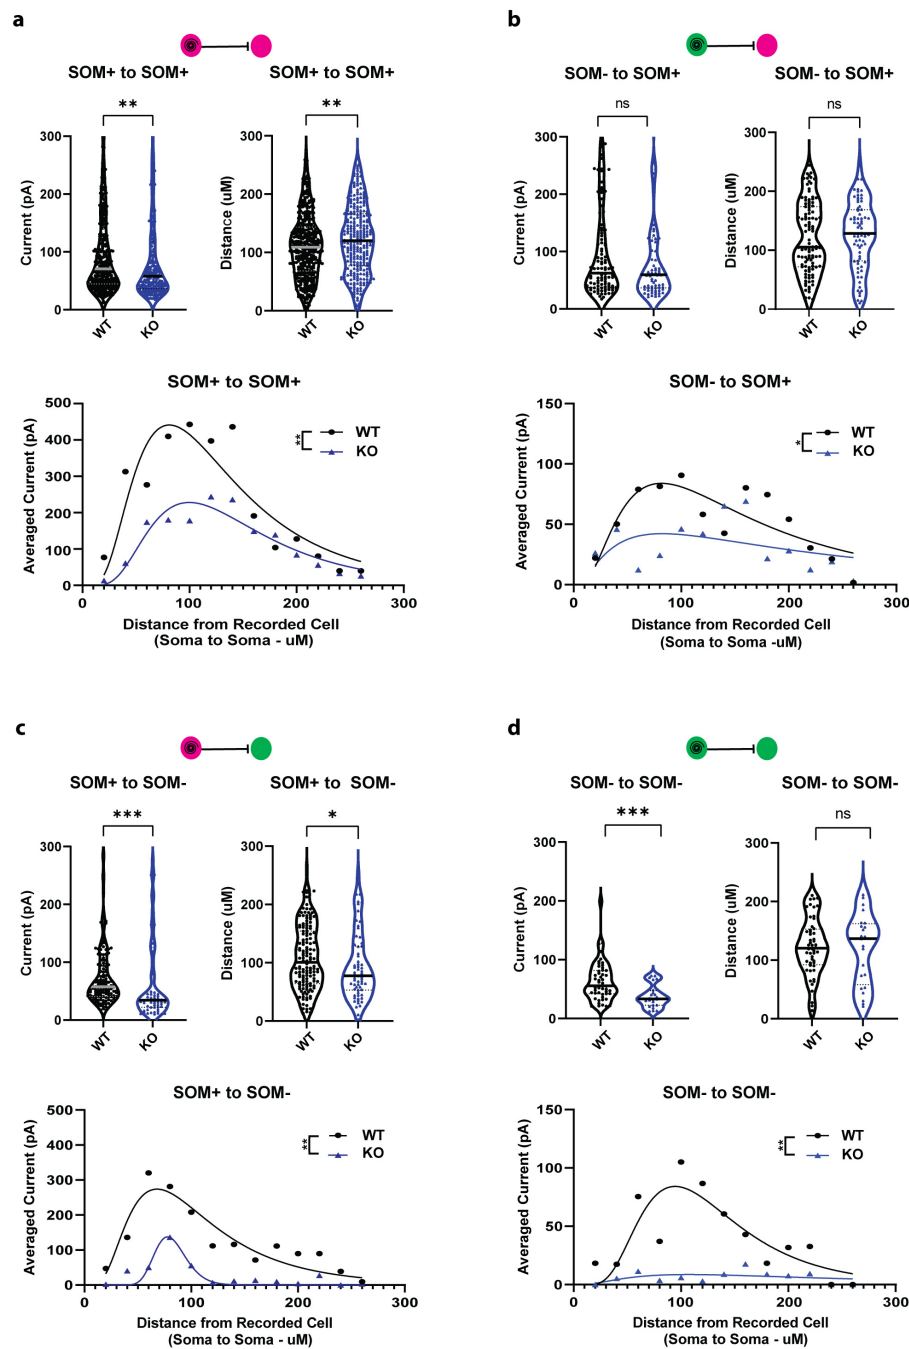 a
SOM+ to SOM+
SOM+ to SOM+
**
**
300
200
100
0
Current (pA)
WT
KO
300
200
100
0
Distance (uM)
WT
KO
SOM+ to SOM+
500
400
300
200
100
0
Averaged Current (pA)
WT
KO
**
0
100
200
300
Distance from Recorded Cell
(Soma to Soma - uM)
b
SOM- to SOM+
SOM- to SOM+
ns
ns
300
200
100
0
Current (pA)
WT
KO
300
200
100
0
Distance (uM)
WT
KO
SOM- to SOM+
150
100
50
0
Averaged Current (pA)
WT
KO
*
0
100
200
300
Distance from Recorded Cell
(Soma to Soma -uM)
c
SOM+ to SOM-
SOM+ to SOM-
***
*
300
200
100
0
Current (pA)
WT
KO
300
200
100
0
Distance (uM)
WT
KO
SOM+ to SOM-
500
400
300
200
100
0
Averaged Current (pA)
WT
KO
**
0
100
200
300
Distance from Recorded Cell
(Soma to Soma - uM)
d
SOM- to SOM-
SOM- to SOM-
***
ns
300
200
100
0
Current (pA)
WT
KO
300
200
100
0
Distance (uM)
WT
KO
SOM- to SOM-
150
100
50
0
Averaged Current (pA)
WT
KO
**
0
100
200
300
Distance from Recorded Cell
(Soma to Soma - uM)